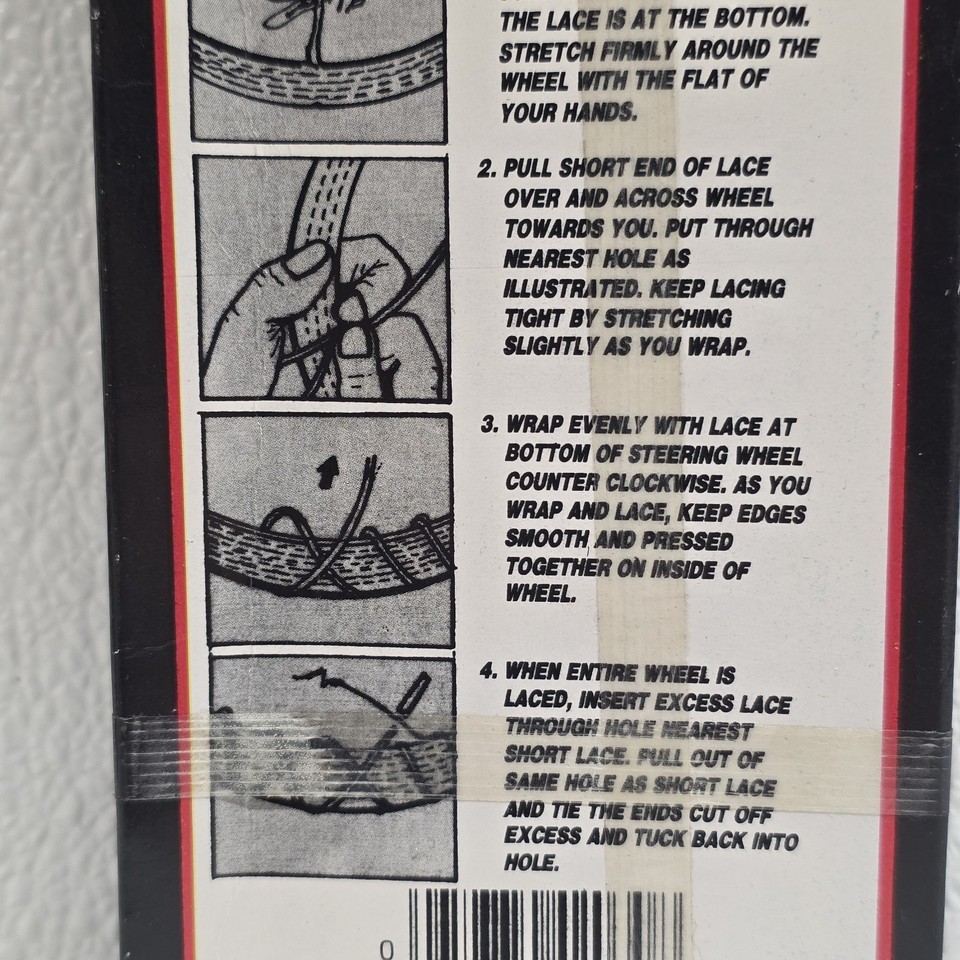 THE LACE IS AT THE BOTTOM.
STRETCH FIRMLY AROUND THE
WHEEL WITH THE FLAT OF
YOUR HANDS.
2. PULL SHORT END OF LACE
OVER AND ACROSS WHEEL
TOWARDS YOU. PUT THROUGH
NEAREST HOLE AS
ILLUSTRATED. KEEP LACING
TIGHT BY STRETCHING
SLIGHTLY AS YOU WRAP.
3. WRAP EVENLY WITH LACE AT
BOTTOM OF STEERING WHEEL
COUNTER CLOCKWISE. AS YOU
WRAP AND LACE, KEEP EDGES
SMOOTH AND PRESSED
TOGETHER ON INSIDE OF
WHEEL.
4. WHEN ENTIRE WHEEL IS
LACED, INSERT EXCESS LACE
THROUGH HOLE NEAREST
SHORT LACE. PULL OUT OF
SAME HOLE AS SHORT LACE
AND TIE THE ENDS CUT OFF
EXCESS AND TUCK BACK INTO
HOLE.
0